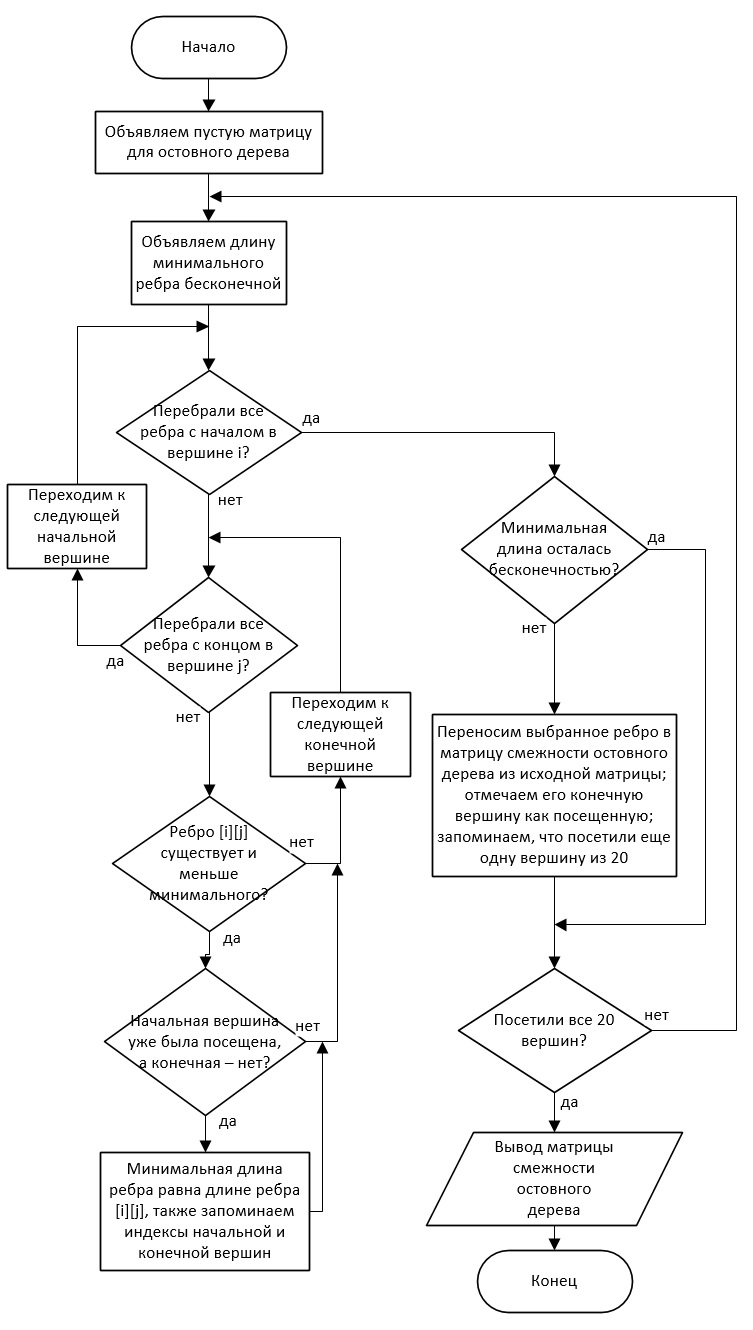 Начало
Объявляем пустую матрицу
для остовного дерева
Объявляем длину
минимального
ребра бесконечной
Перебрали все
ребра с началом в
вершине i?
да
нет
Переходим к
следующей
начальной
вершине
Перебрали все
ребра с концом в
вершине j?
да
нет
Переходим к
следующей
конечной
вершине
Ребро [i][j]
существует и
меньше
минимального?
нет
да
Начальная вершина
уже была посещена,
а конечная – нет?
нет
да
Минимальная длина
ребра равна длине ребра
[i][j], также запоминаем
индексы начальной и
конечной вершин
Минимальная
длина осталась
бесконечностью?
да
нет
Переносим выбранное ребро в
матрицу смежности остовного
дерева из исходной матрицы;
отмечаем его конечную
вершину как посещенную;
запоминаем, что посетили еще
одну вершину из 20
Посетили все 20
вершин?
нет
да
Вывод матрицы
смежности
остовного
дерева
Конец